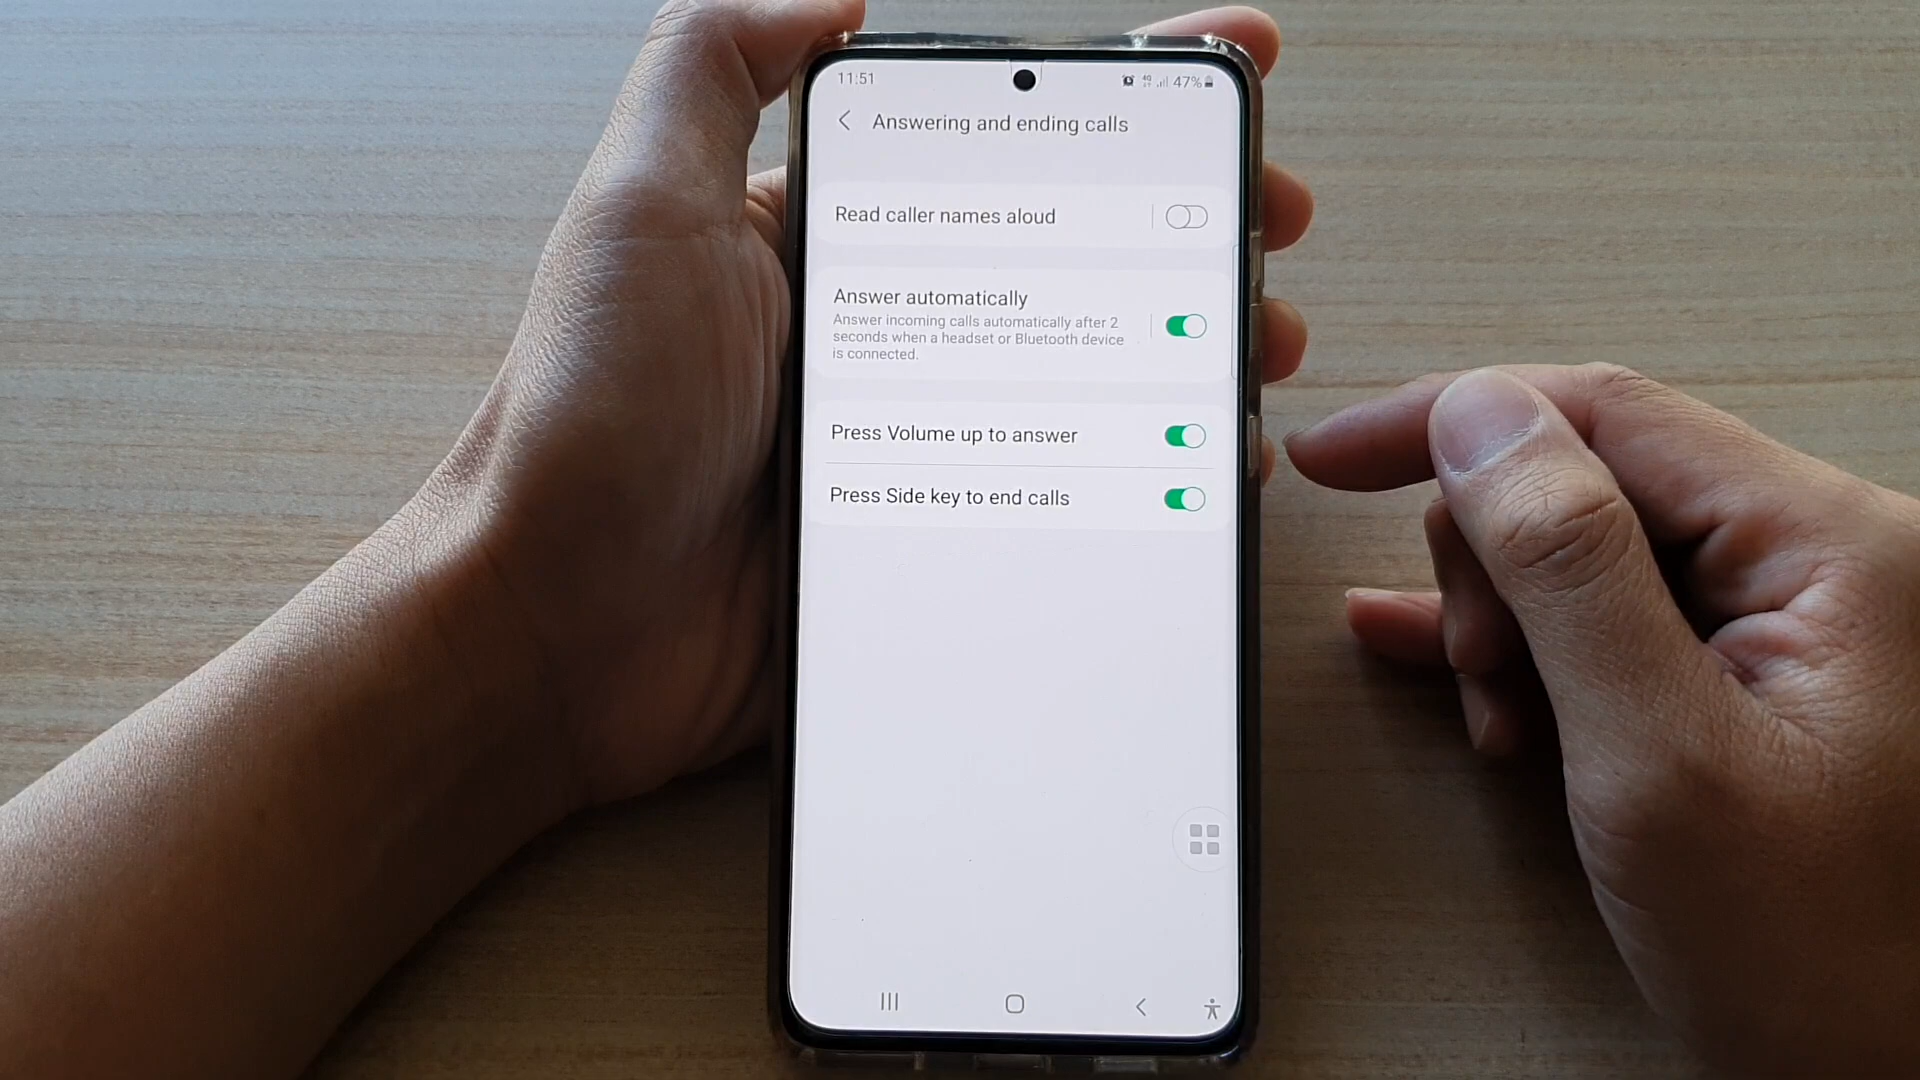 11:51
47%
Answering and ending calls
Read caller names aloud
Answer automatically
Answer incoming calls automatically after 2
seconds when a headset or Bluetooth device
is connected.
Press Volume up to answer
Press Side key to end calls